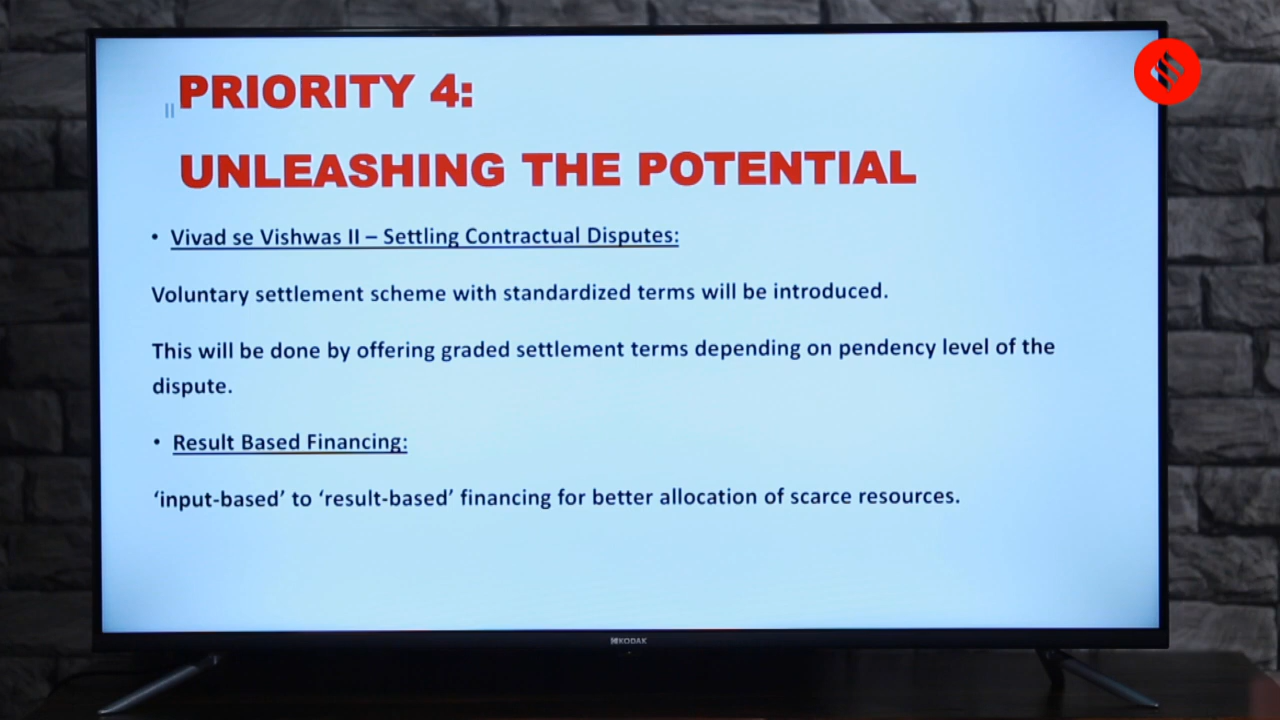 PRIORITY 4:
UNLEASHING THE POTENTIAL
• Vivad se Vishwas II – Settling Contractual Disputes:
Voluntary settlement scheme with standardized terms will be introduced.
This will be done by offering graded settlement terms depending on pendency level of the
dispute.
• Result Based Financing:
‘input-based’ to ‘result-based’ financing for better allocation of scarce resources.
KODAK